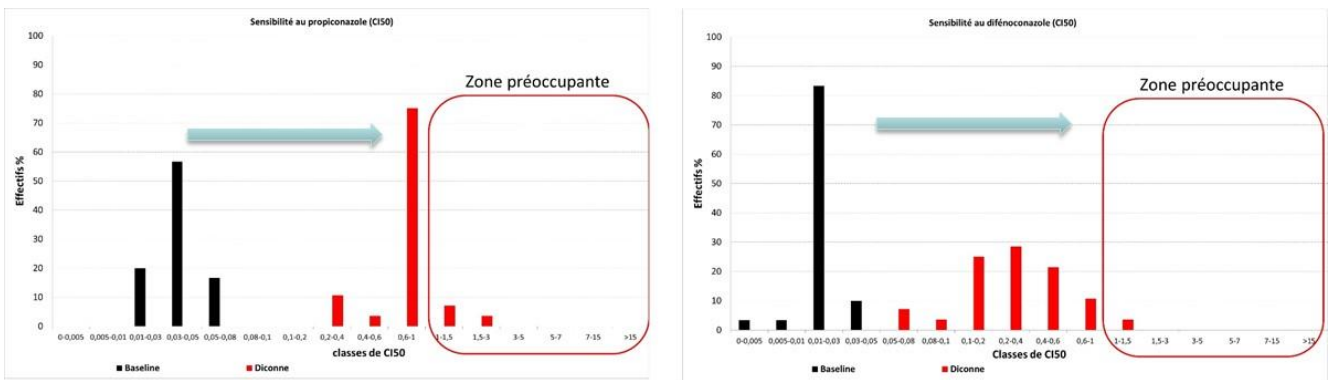 Sensibilité au propiconazole (CI50)
Zone préoccupante
Effectifs %
100
90
80
70
60
50
40
30
20
10
0
0-0,005 0,005-0,01 0,01-0,03 0,03-0,05 0,05-0,08 0,08-0,1 0,1-0,2 0,2-0,4 0,4-0,6 0,6-1 1-1,5 1,5-3 3-5 5-7 7-15 >15
classes de CI50
Baseline Diconne
Sensibilité au difénoconazole (CI50)
Zone préoccupante
Effectifs %
100
90
80
70
60
50
40
30
20
10
0
0-0,005 0,005-0,01 0,01-0,03 0,03-0,05 0,05-0,08 0,08-0,1 0,1-0,2 0,2-0,4 0,4-0,6 0,6-1 1-1,5 1,5-3 3-5 5-7 7-15 >15
classes de CI50
Baseline Diconne